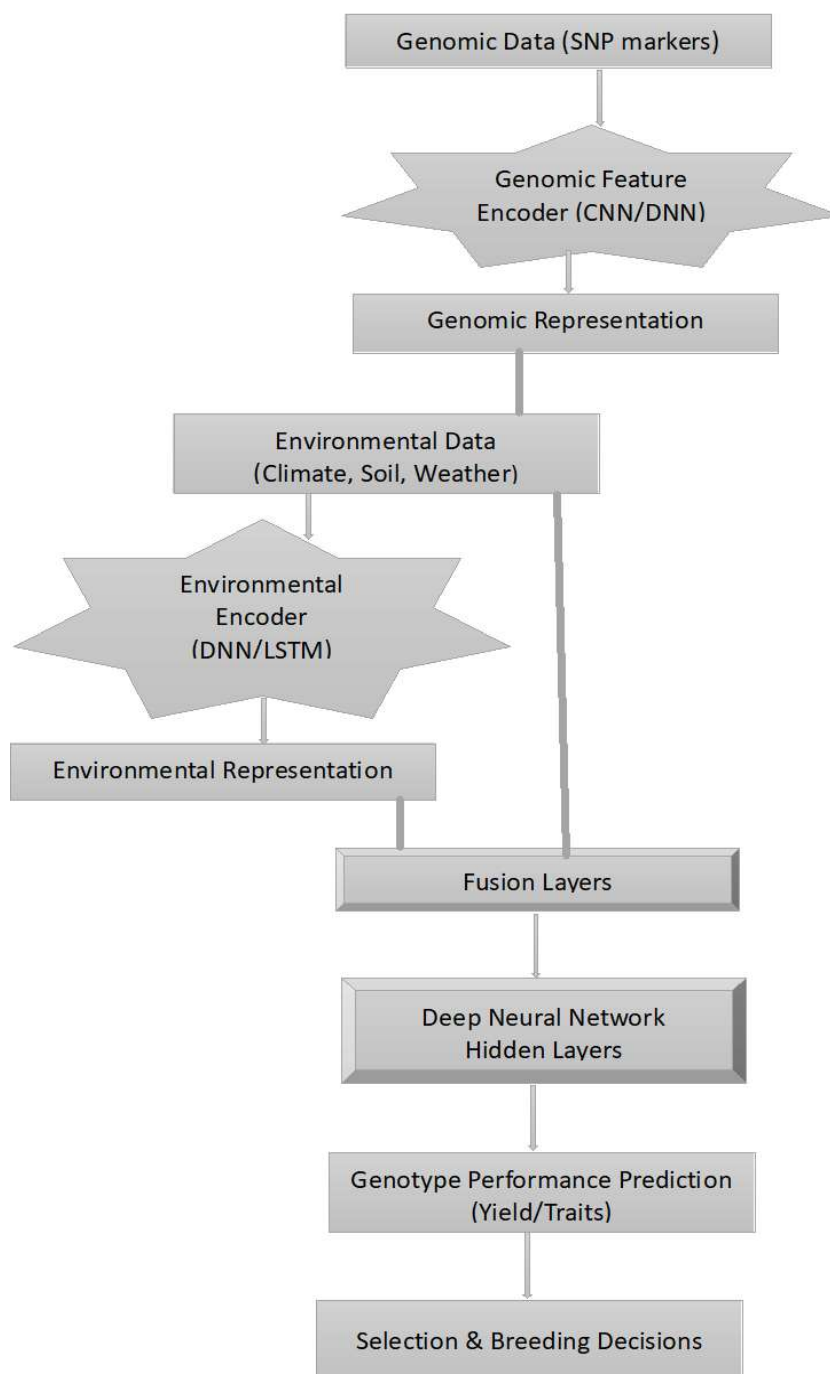 Genomic Data (SNP markers)
Genomic Feature
Encoder (CNN/DNN)
Genomic Representation
Environmental Data
(Climate, Soil, Weather)
Environmental
Encoder
(DNN/LSTM)
Environmental Representation
Fusion Layers
Deep Neural Network
Hidden Layers
Genotype Performance Prediction
(Yield/Traits)
Selection & Breeding Decisions